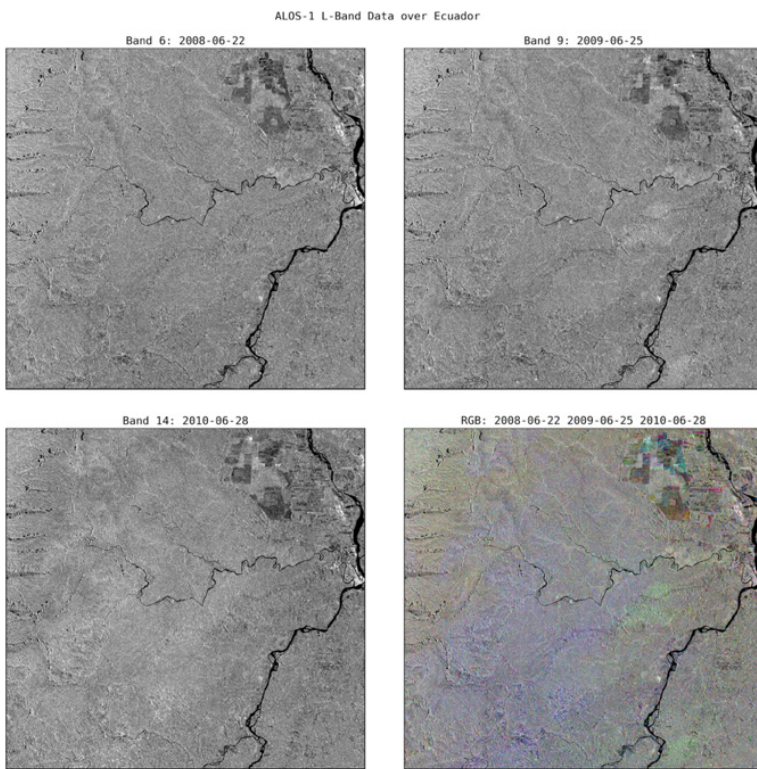 ALOS-1 L-Band Data over Ecuador
Band 6: 2008-06-22
Band 9: 2009-06-25
Band 14: 2010-06-28
RGB: 2008-06-22 2009-06-25 2010-06-28